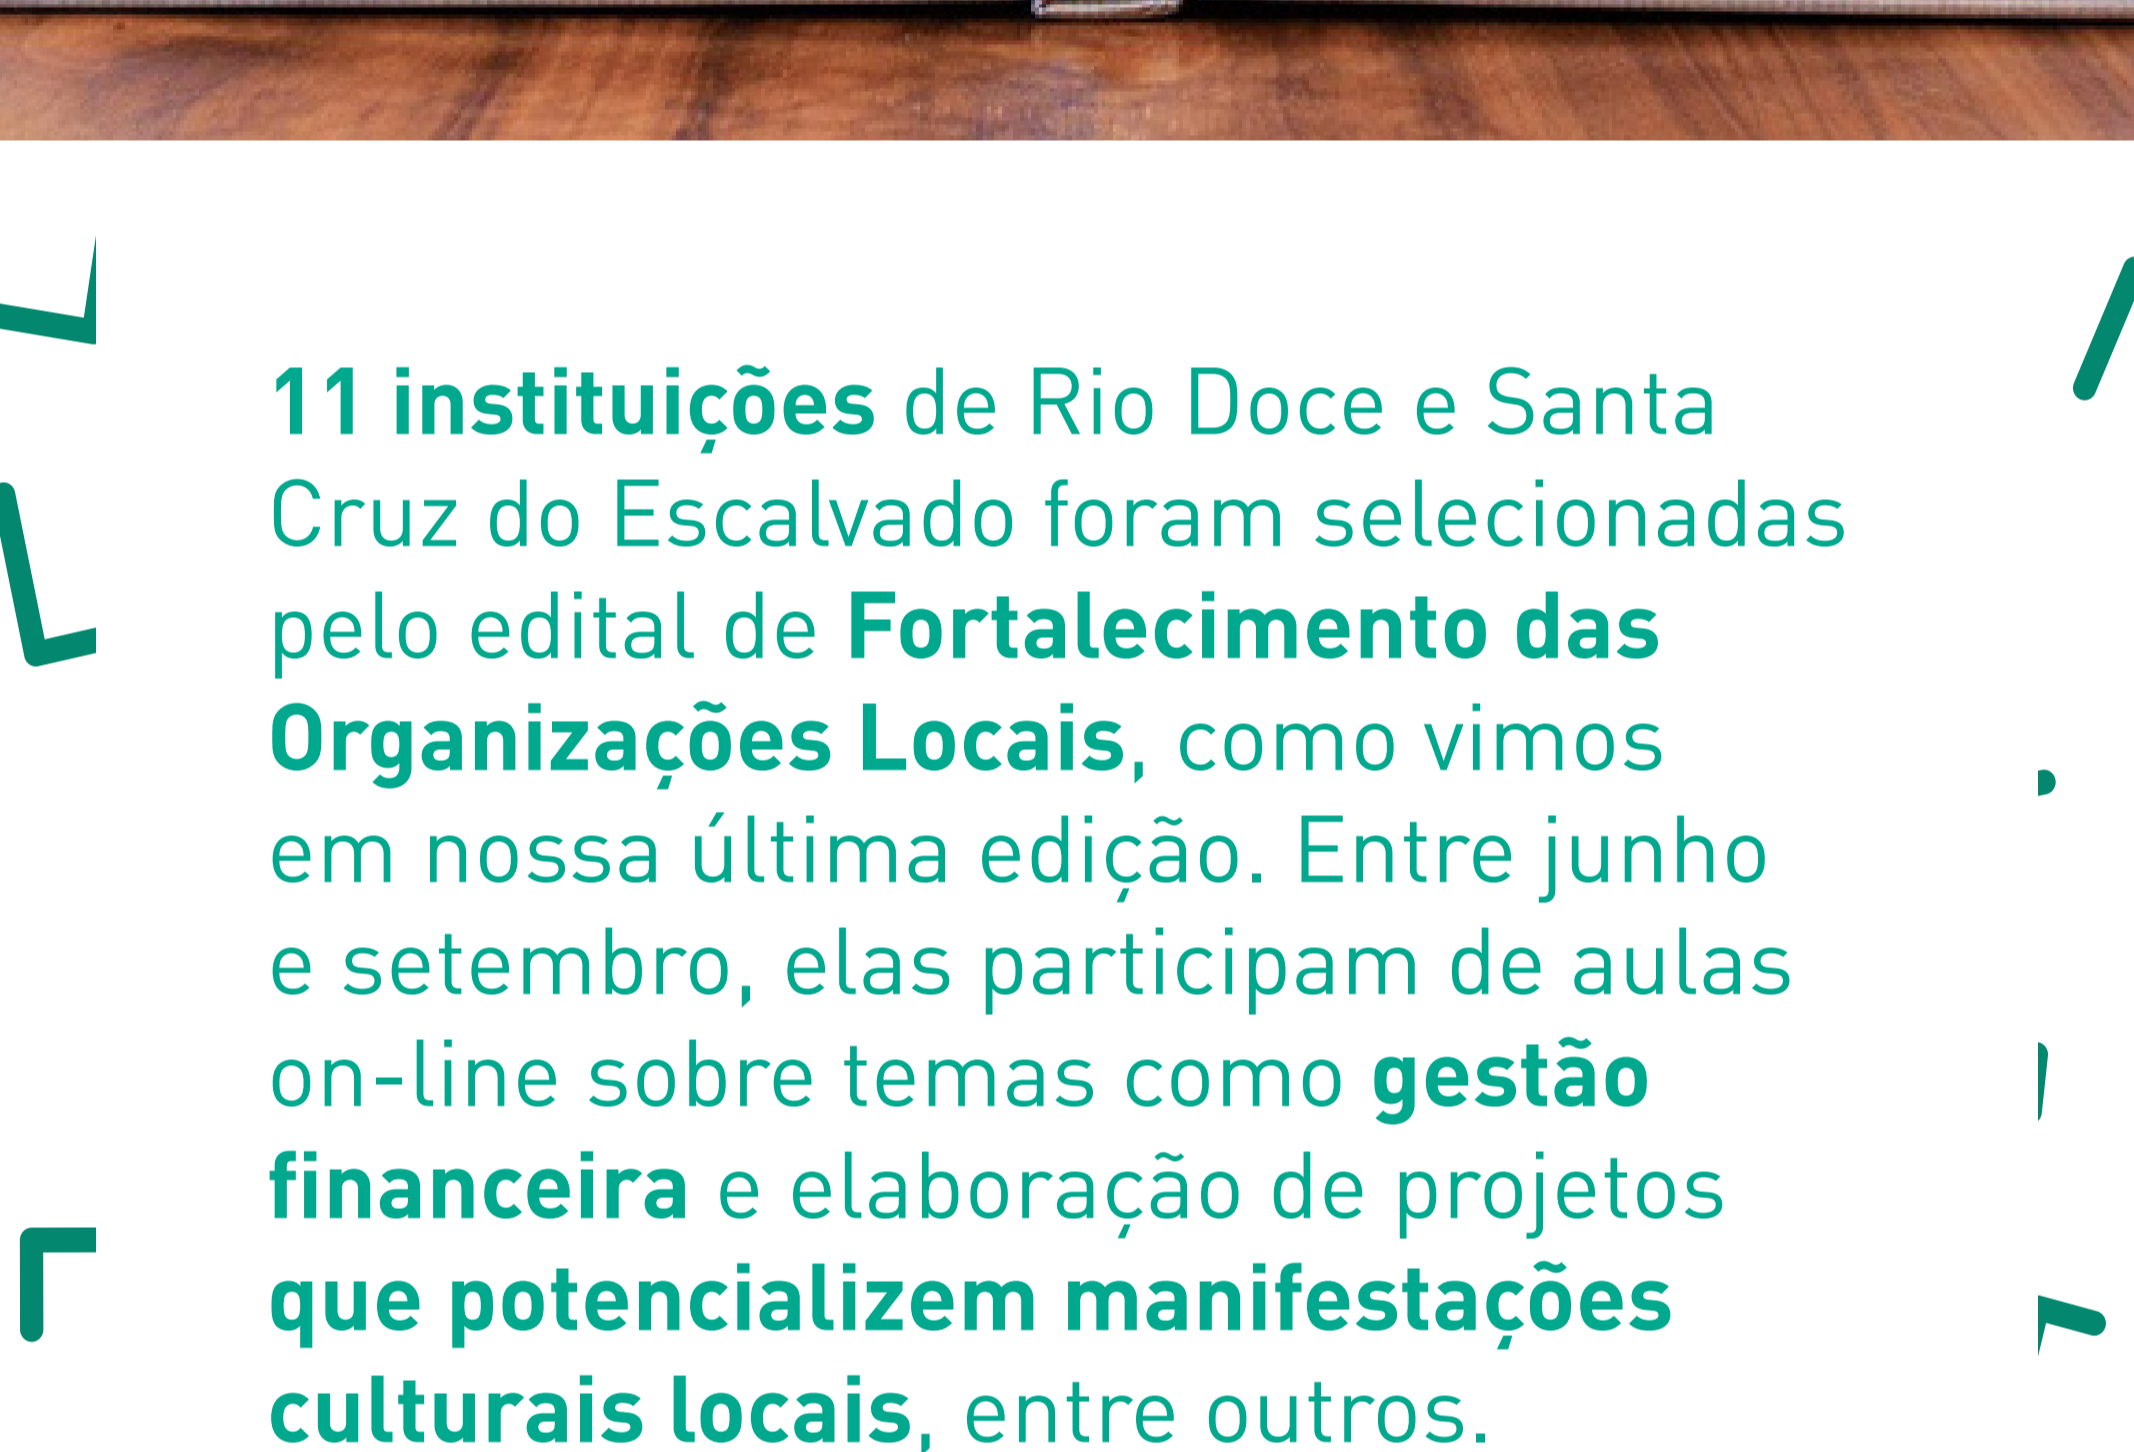 11 instituições de Rio Doce e Santa
Cruz do Escalvado foram selecionadas
pelo edital de Fortalecimento das
Organizações Locais, como vimos
em nossa última edição. Entre junho
e setembro, elas participam de aulas
on-line sobre temas como gestão
financeira e elaboração de projetos
que potencializem manifestações
culturais locais, entre outros.